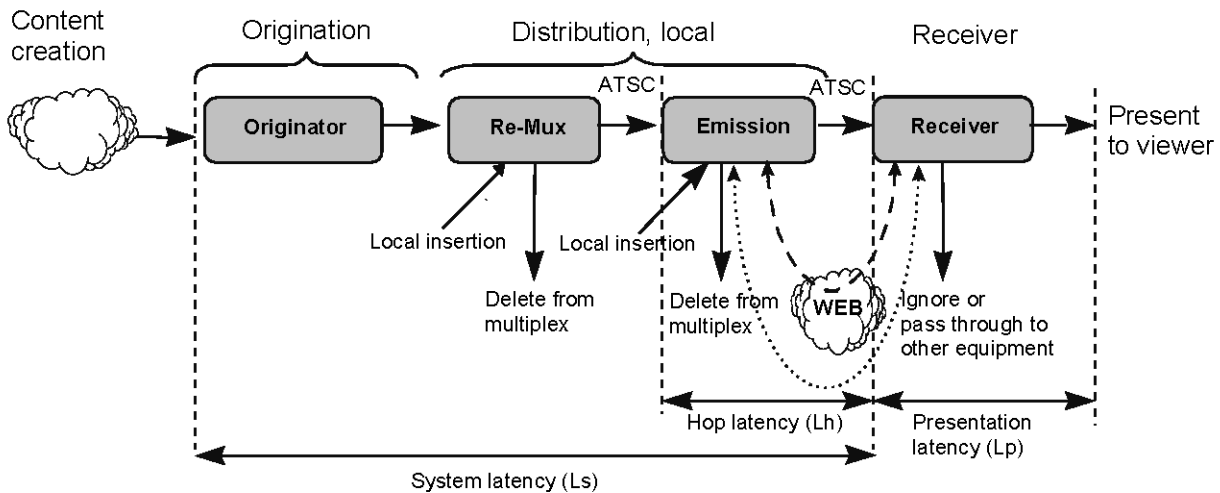 Content
creation
Origination
Distribution, local
Receiver
ATSC
ATSC
Originator
Re-Mux
Emission
Receiver
Present
to viewer
Local insertion
Local insertion
Delete from
multiplex
Delete from
multiplex
WEB
Ignore or
pass through to
other equipment
Hop latency (Lh)
Presentation
latency (Lp)
System latency (Ls)